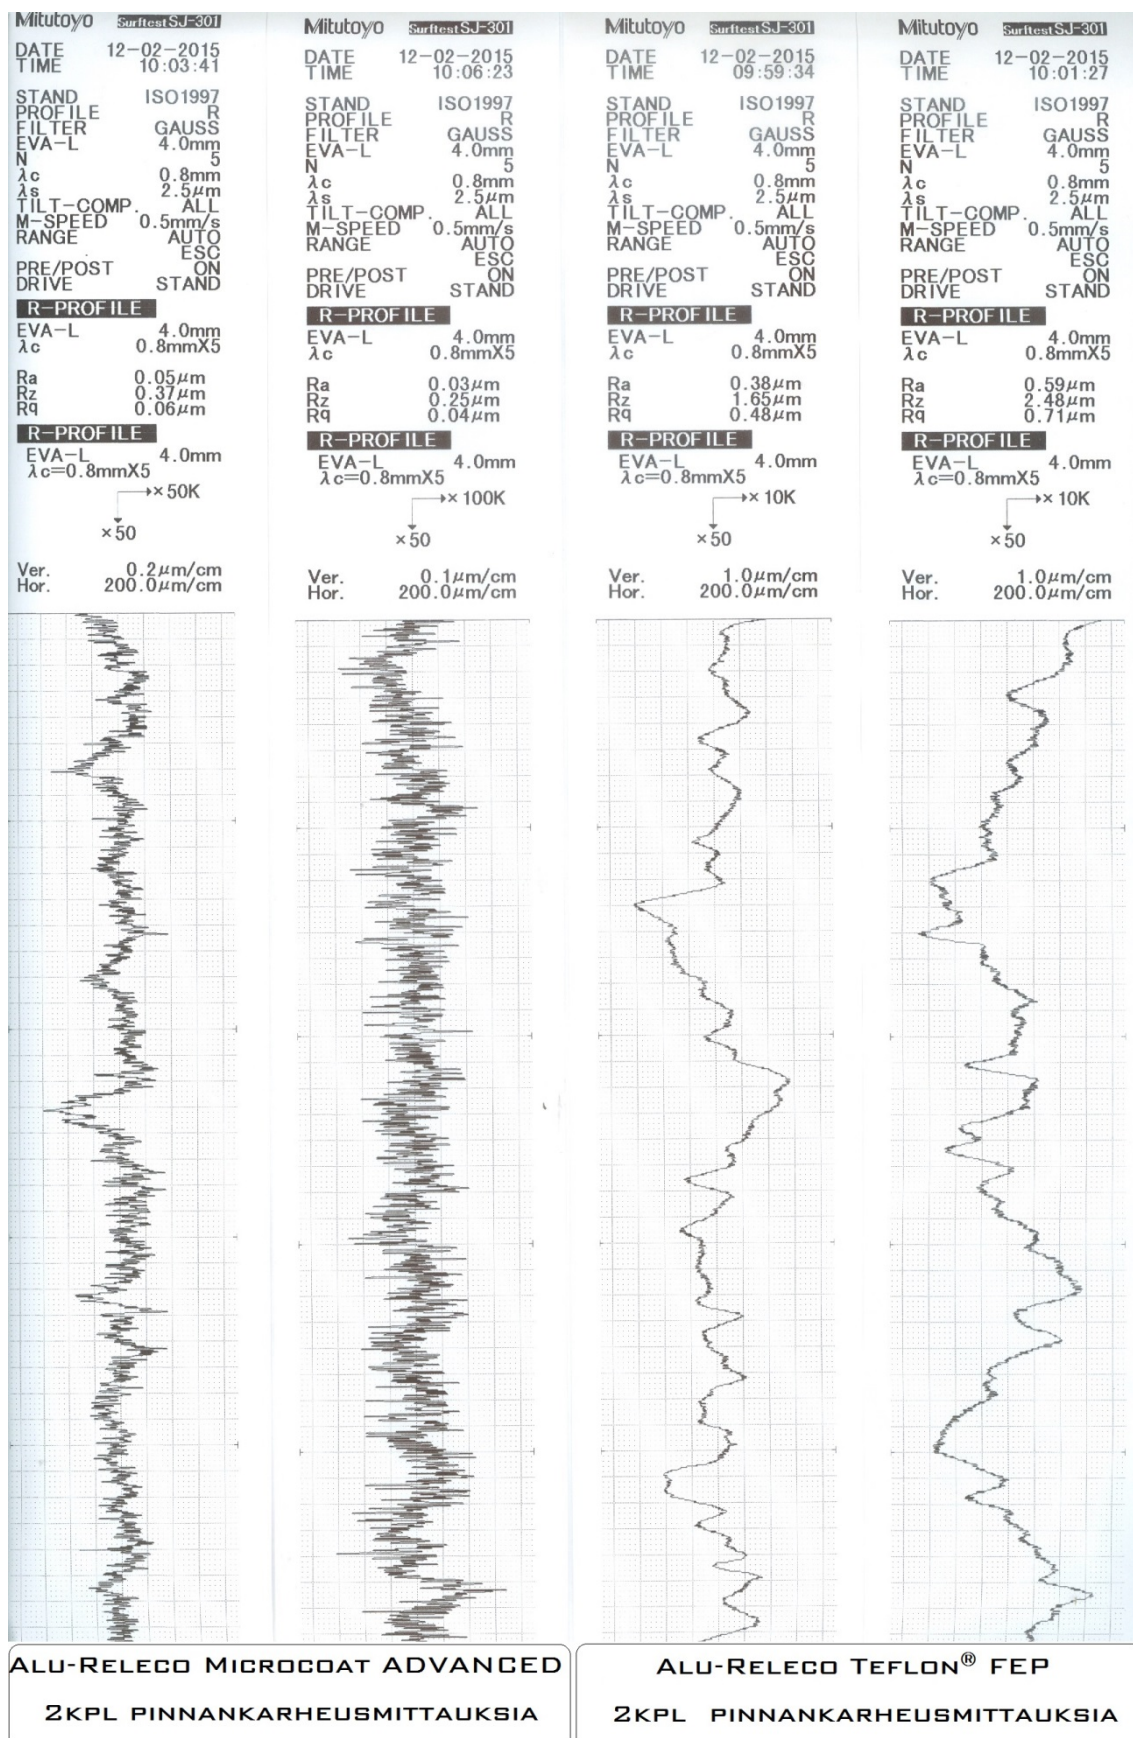 Mitutoyo SurftestSJ-301
DATE 12-02-2015
TIME 10:03:41
STAND ISO1997
PROFILE R
FILTER GAUSS
EVA-L 4.0mm
N 5
λc 0.8mm
λs 2.5μm
TILT-COMP. ALL
M-SPEED 0.5mm/s
RANGE AUTO
ESC
PRE/POST ON
DRIVE STAND
R-PROFILE
EVA-L 4.0mm
λc 0.8mmX5
Ra 0.05μm
Rz 0.37μm
Rq 0.06μm
R-PROFILE
EVA-L 4.0mm
λc=0.8mmX5
×50K
×50
Ver. 0.2μm/cm
Hor. 200.0μm/cm
Mitutoyo SurftestSJ-301
DATE 12-02-2015
TIME 10:06:23
STAND ISO1997
PROFILE R
FILTER GAUSS
EVA-L 4.0mm
N 5
λc 0.8mm
λs 2.5μm
TILT-COMP. ALL
M-SPEED 0.5mm/s
RANGE AUTO
ESC
PRE/POST ON
DRIVE STAND
R-PROFILE
EVA-L 4.0mm
λc 0.8mmX5
Ra 0.03μm
Rz 0.25μm
Rq 0.04μm
R-PROFILE
EVA-L 4.0mm
λc=0.8mmX5
×100K
×50
Ver. 0.1μm/cm
Hor. 200.0μm/cm
Mitutoyo SurftestSJ-301
DATE 12-02-2015
TIME 09:59:34
STAND ISO1997
PROFILE R
FILTER GAUSS
EVA-L 4.0mm
N 5
λc 0.8mm
λs 2.5μm
TILT-COMP. ALL
M-SPEED 0.5mm/s
RANGE AUTO
ESC
PRE/POST ON
DRIVE STAND
R-PROFILE
EVA-L 4.0mm
λc 0.8mmX5
Ra 0.38μm
Rz 1.65μm
Rq 0.48μm
R-PROFILE
EVA-L 4.0mm
λc=0.8mmX5
×10K
×50
Ver. 1.0μm/cm
Hor. 200.0μm/cm
Mitutoyo SurftestSJ-301
DATE 12-02-2015
TIME 10:01:27
STAND ISO1997
PROFILE R
FILTER GAUSS
EVA-L 4.0mm
N 5
λc 0.8mm
λs 2.5μm
TILT-COMP. ALL
M-SPEED 0.5mm/s
RANGE AUTO
ESC
PRE/POST ON
DRIVE STAND
R-PROFILE
EVA-L 4.0mm
λc 0.8mmX5
Ra 0.59μm
Rz 2.48μm
Rq 0.71μm
R-PROFILE
EVA-L 4.0mm
λc=0.8mmX5
×10K
×50
Ver. 1.0μm/cm
Hor. 200.0μm/cm
ALU-RELECO MICROCOAT ADVANCED
2KPL PINNANKARHEUSMITTAUKSIA
ALU-RELECO TEFLON® FEP
2KPL PINNANKARHEUSMITTAUKSIA